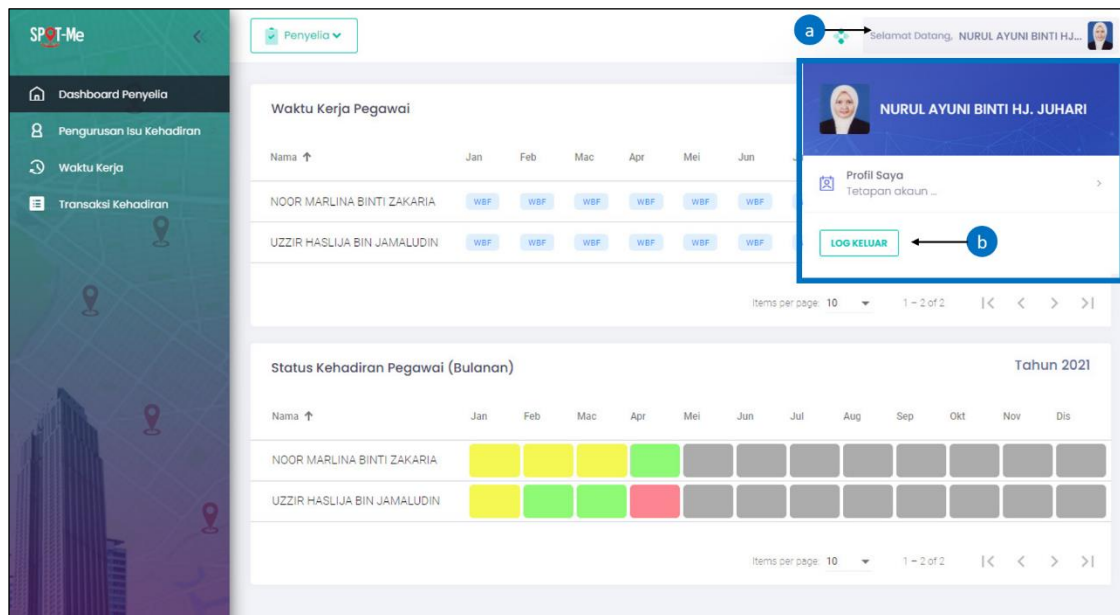 SPOT-Me
Penyelia
a
Selamat Datang, NURUL AYUNI BINTI HJ...
Dashboard Penyelia
Pengurusan Isu Kehadiran
Waktu Kerja
Transaksi Kehadiran
NURUL AYUNI BINTI HJ. JUHARI
Profil Saya
Tetapan akaun ...
LOG KELUAR
b
Waktu Kerja Pegawai
Nama Jan Feb Mac Apr Mei Jun
NOOR MARLINA BINTI ZAKARIA WBF WBF WBF WBF WBF WBF
UZZIR HASLIJA BIN JAMALUDIN WBF WBF WBF WBF WBF WBF
Items per page: 10 1 – 2 of 2
Status Kehadiran Pegawai (Bulanan) Tahun 2021
Nama Jan Feb Mac Apr Mei Jun Jul Aug Sep Okt Nov Dis
NOOR MARLINA BINTI ZAKARIA
UZZIR HASLIJA BIN JAMALUDIN
Items per page: 10 1 – 2 of 2